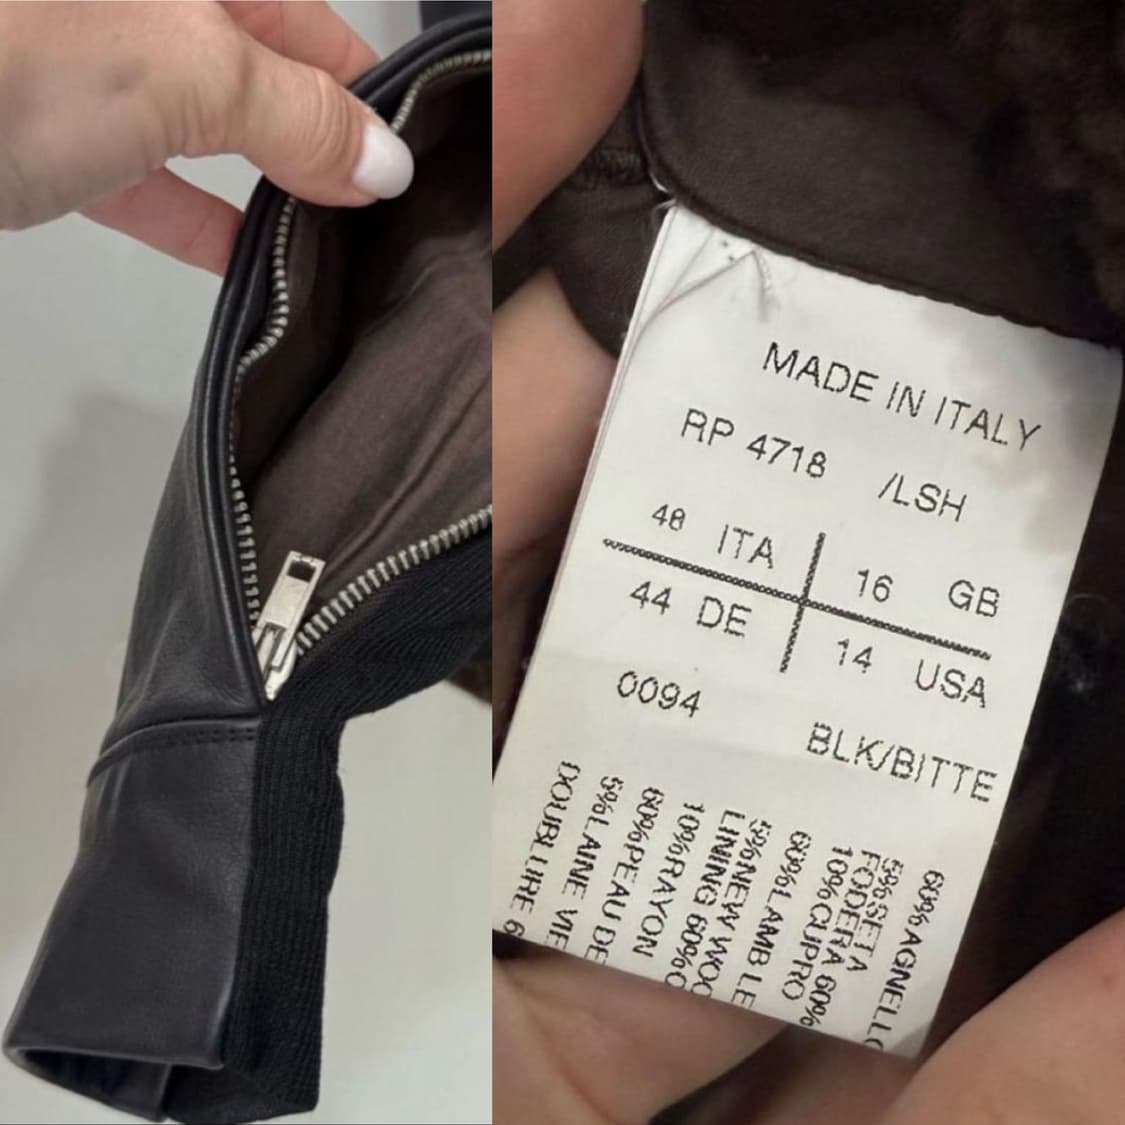 MADE IN ITALY
RP 4718 /LSH
48 ITA 16 GB
44 DE 14 USA
0094 BLK/BITTE
60%AGNELLO
5%SETA
FODERA 60%
10%CUPRO
60%LAMB LE
5%NEW WOO
LINING 60%C
10%RAYON
60%PEAU DE
5%LAINE VIE
DOUBLURE 6